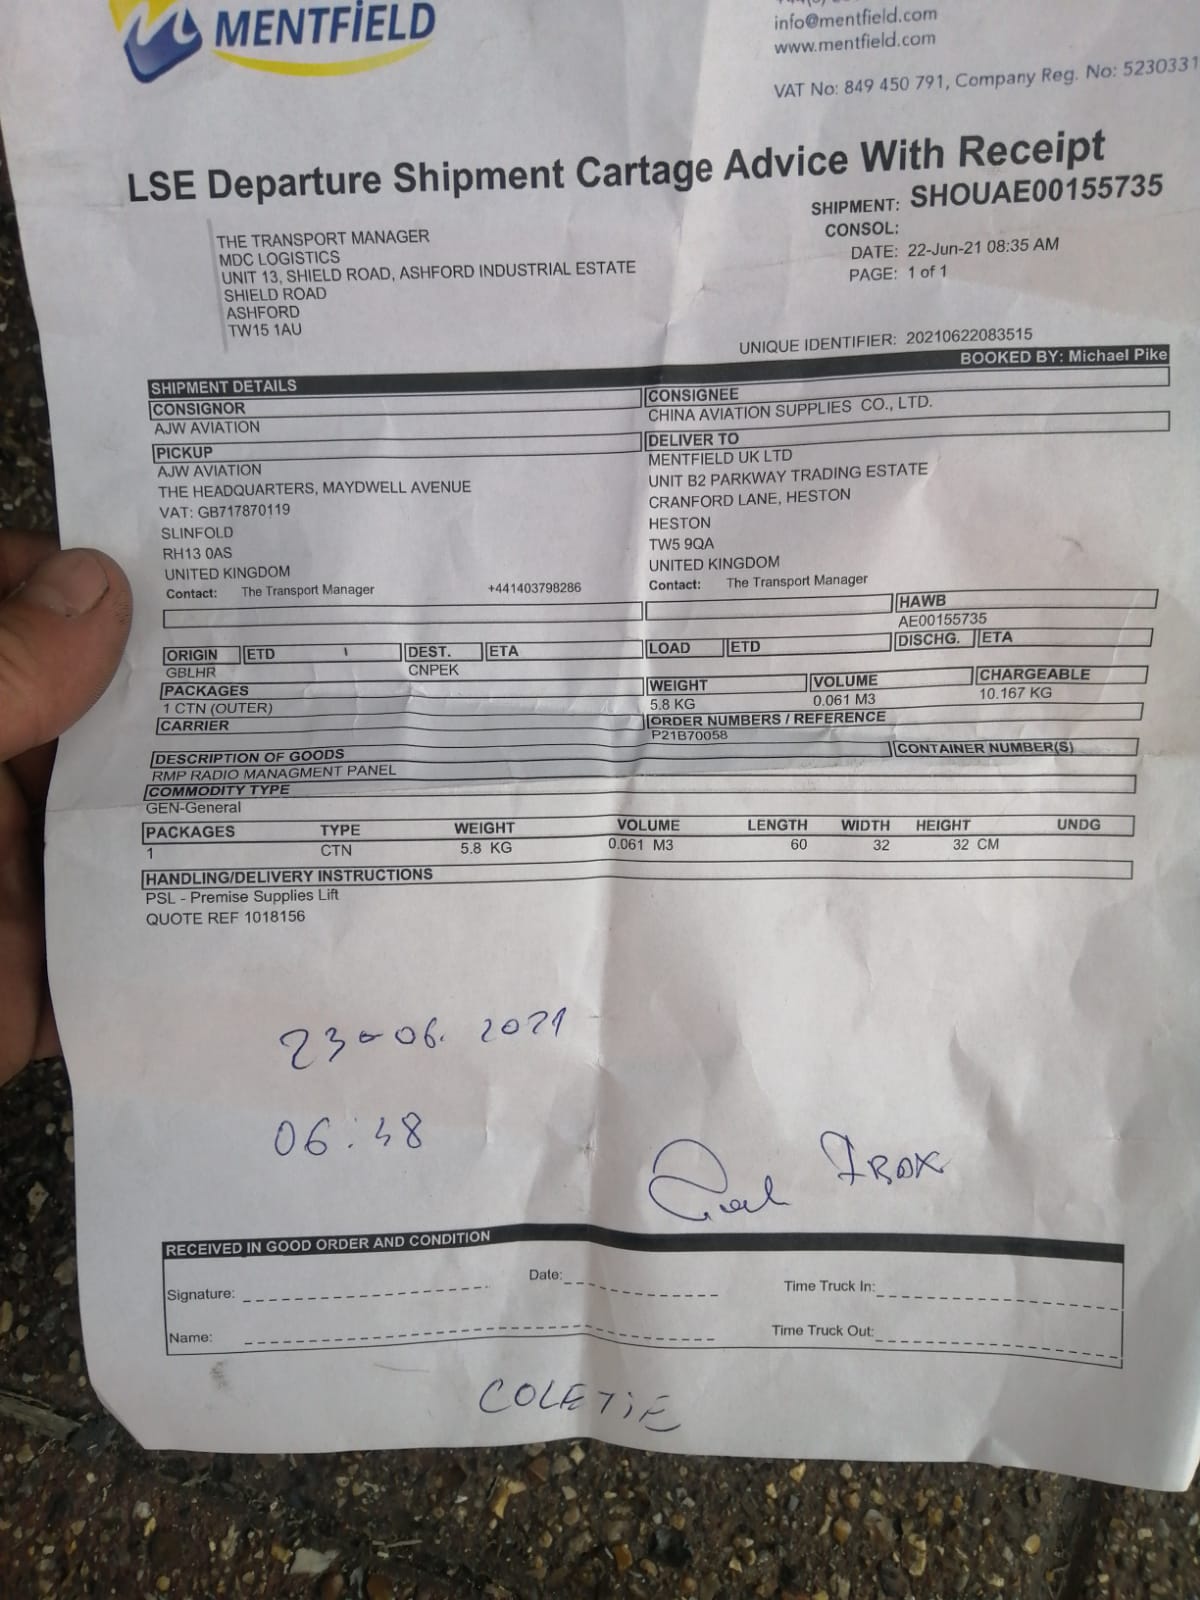 MENTFİELD
info@mentfield.com
www.mentfield.com
VAT No: 849 450 791, Company Reg. No: 5230331
LSE Departure Shipment Cartage Advice With Receipt
SHIPMENT: SHOUAE00155735
CONSOL:
DATE: 22-Jun-21 08:35 AM
PAGE: 1 of 1
THE TRANSPORT MANAGER
MDC LOGISTICS
UNIT 13, SHIELD ROAD, ASHFORD INDUSTRIAL ESTATE
SHIELD ROAD
ASHFORD
TW15 1AU
UNIQUE IDENTIFIER: 20210622083515
BOOKED BY: Michael Pike
SHIPMENT DETAILS
CONSIGNOR
AJW AVIATION
CONSIGNEE
CHINA AVIATION SUPPLIES CO., LTD.
PICKUP
AJW AVIATION
THE HEADQUARTERS, MAYDWELL AVENUE
VAT: GB717870119
SLINFOLD
RH13 0AS
UNITED KINGDOM
Contact: The Transport Manager +441403798286
DELIVER TO
MENTFIELD UK LTD
UNIT B2 PARKWAY TRADING ESTATE
CRANFORD LANE, HESTON
HESTON
TW5 9QA
UNITED KINGDOM
Contact: The Transport Manager
HAWB
AE00155735
ORIGIN ETD DEST. ETA LOAD ETD DISCHG. ETA
GBLHR CNPEK
PACKAGES WEIGHT VOLUME CHARGEABLE
1 CTN (OUTER) 5.8 KG 0.061 M3 10.167 KG
CARRIER ORDER NUMBERS / REFERENCE
P21B70058
DESCRIPTION OF GOODS CONTAINER NUMBER(S)
RMP RADIO MANAGMENT PANEL
COMMODITY TYPE
GEN-General
PACKAGES TYPE WEIGHT VOLUME LENGTH WIDTH HEIGHT UNDG
1 CTN 5.8 KG 0.061 M3 60 32 32 CM
HANDLING/DELIVERY INSTRUCTIONS
PSL - Premise Supplies Lift
QUOTE REF 1018156
23-06. 2021
06:48
RECEIVED IN GOOD ORDER AND CONDITION
Signature: Date: Time Truck In:
Name: Time Truck Out: